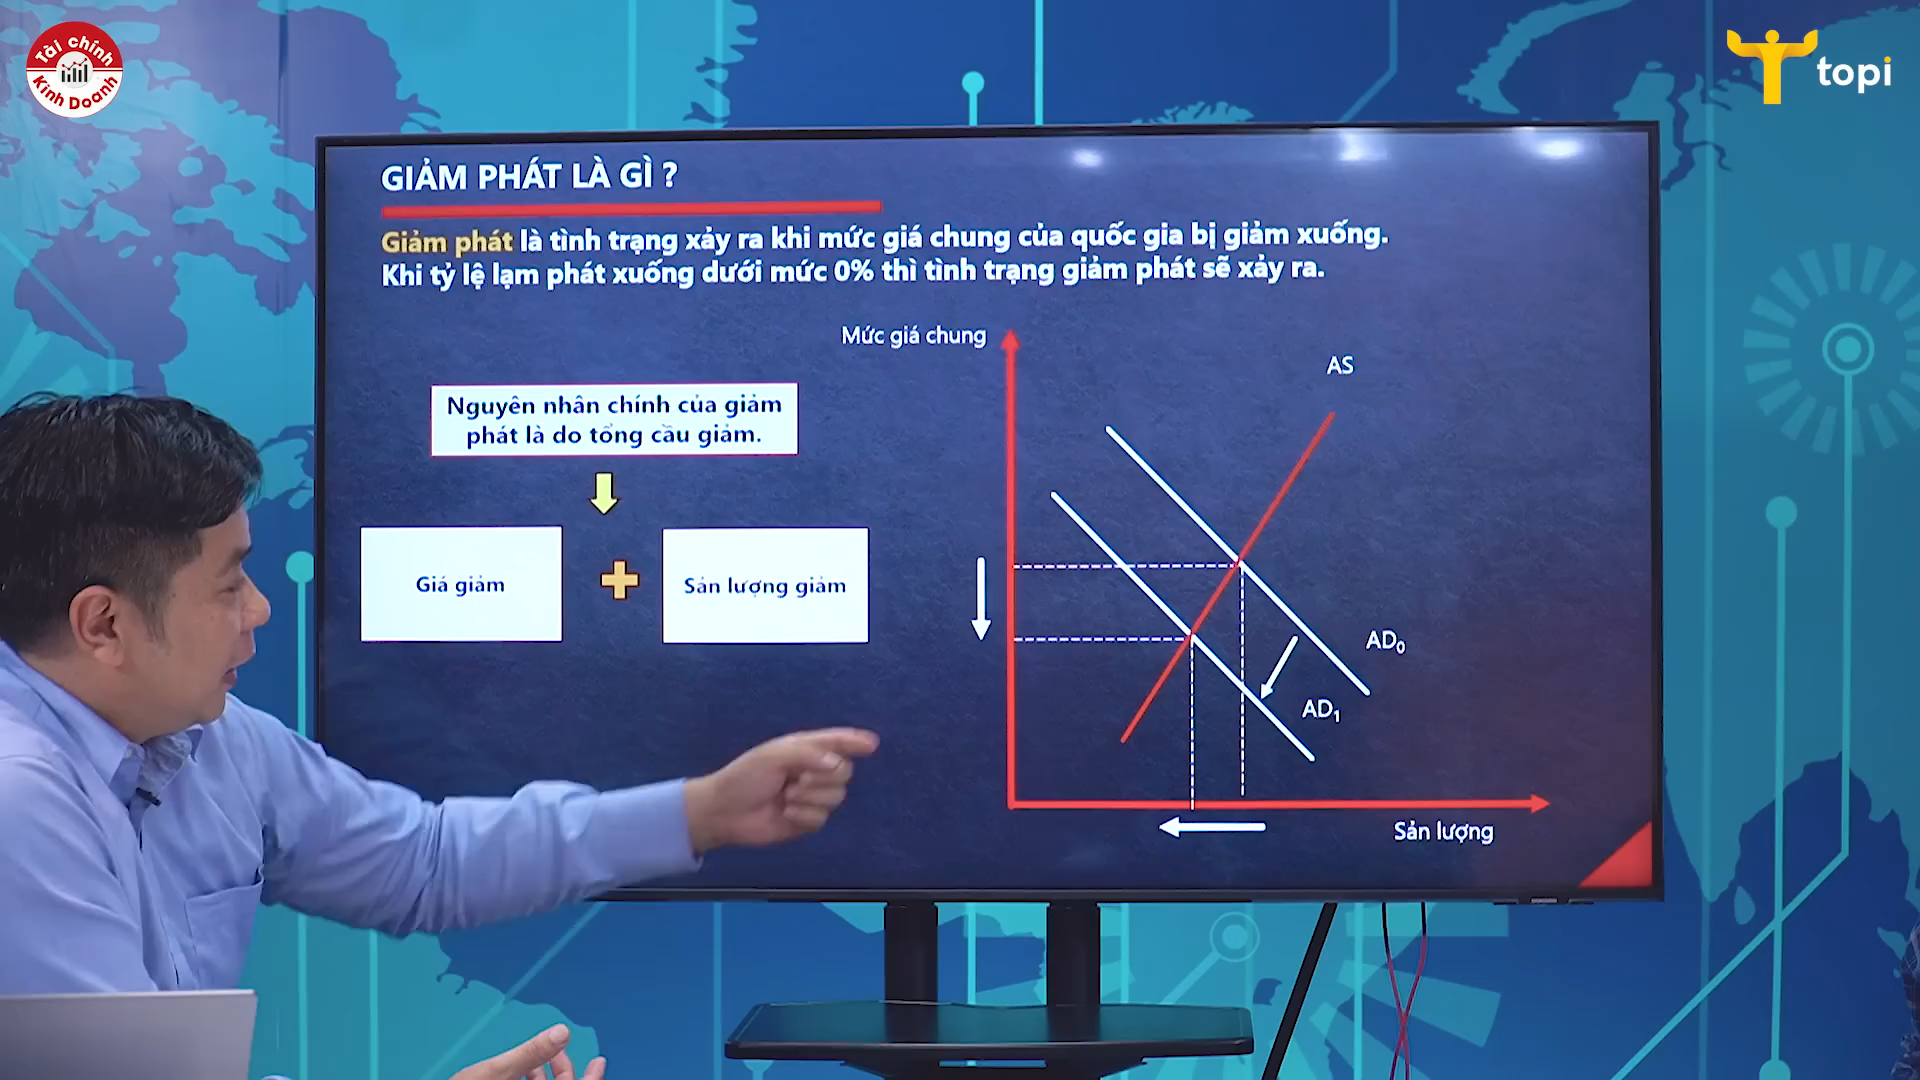 Tài chính
Kinh Doanh
topi
GIẢM PHÁT LÀ GÌ ?
Giảm phát là tình trạng xảy ra khi mức giá chung của quốc gia bị giảm xuống.
Khi tỷ lệ lạm phát xuống dưới mức 0% thì tình trạng giảm phát sẽ xảy ra.
Nguyên nhân chính của giảm
phát là do tổng cầu giảm.
Giá giảm
Sản lượng giảm
Mức giá chung
AS
AD₀
AD₁
Sản lượng